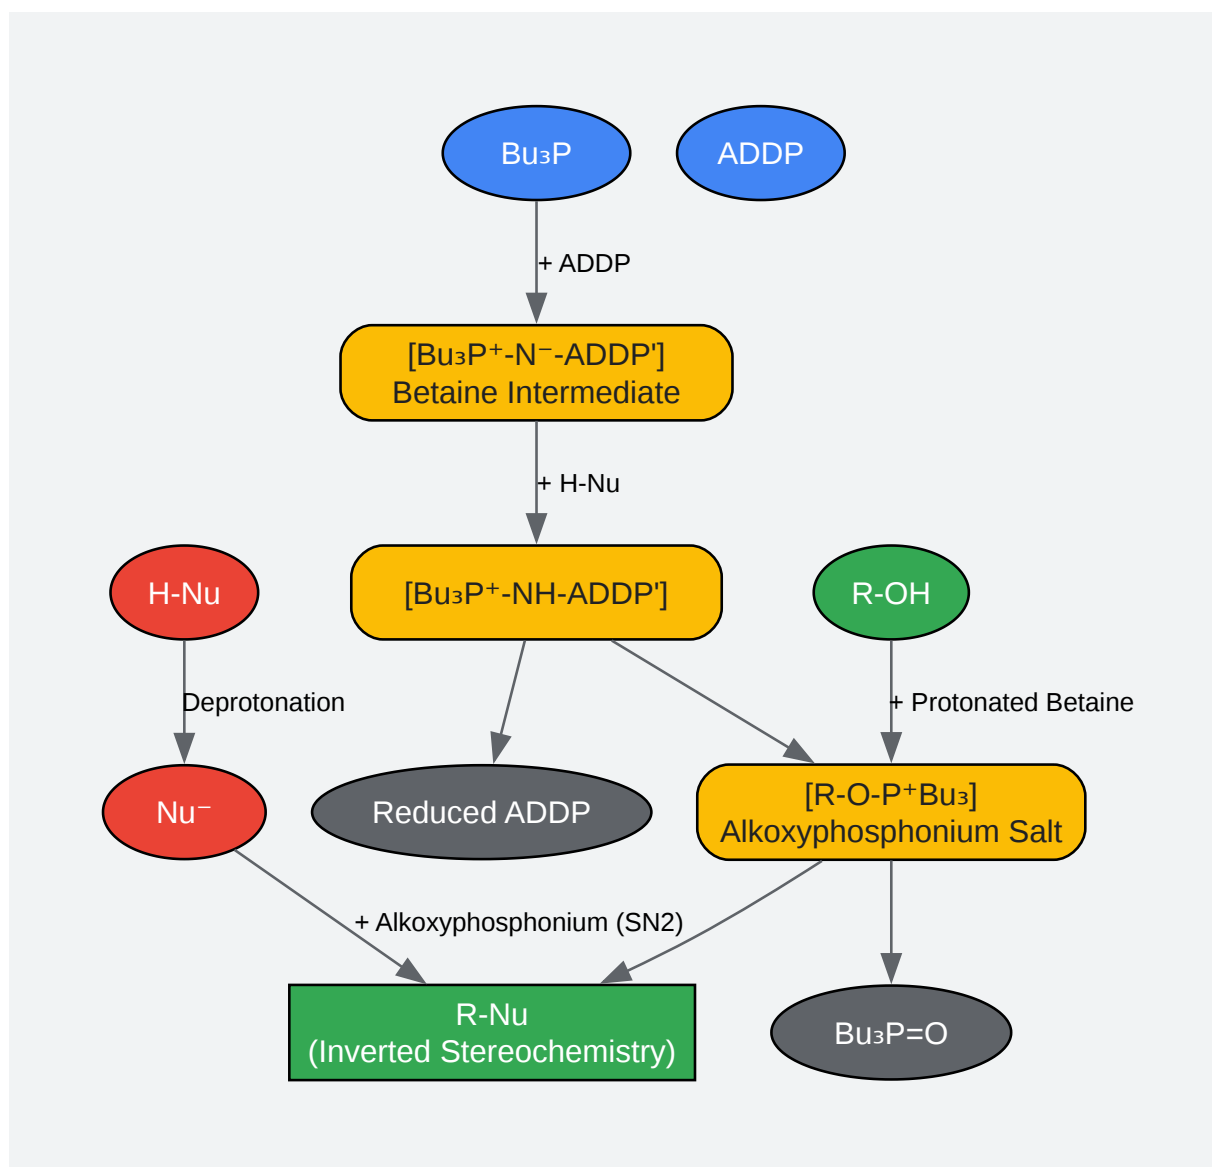 Bu₃P
ADDP
+ ADDP
[Bu₃P⁺-N⁻-ADDP']
Betaine Intermediate
+ H-Nu
H-Nu
[Bu₃P⁺-NH-ADDP']
R-OH
Deprotonation
+ Protonated Betaine
Nu⁻
Reduced ADDP
[R-O-P⁺Bu₃]
Alkoxyphosphonium Salt
+ Alkoxyphosphonium (SN2)
R-Nu
(Inverted Stereochemistry)
Bu₃P=O